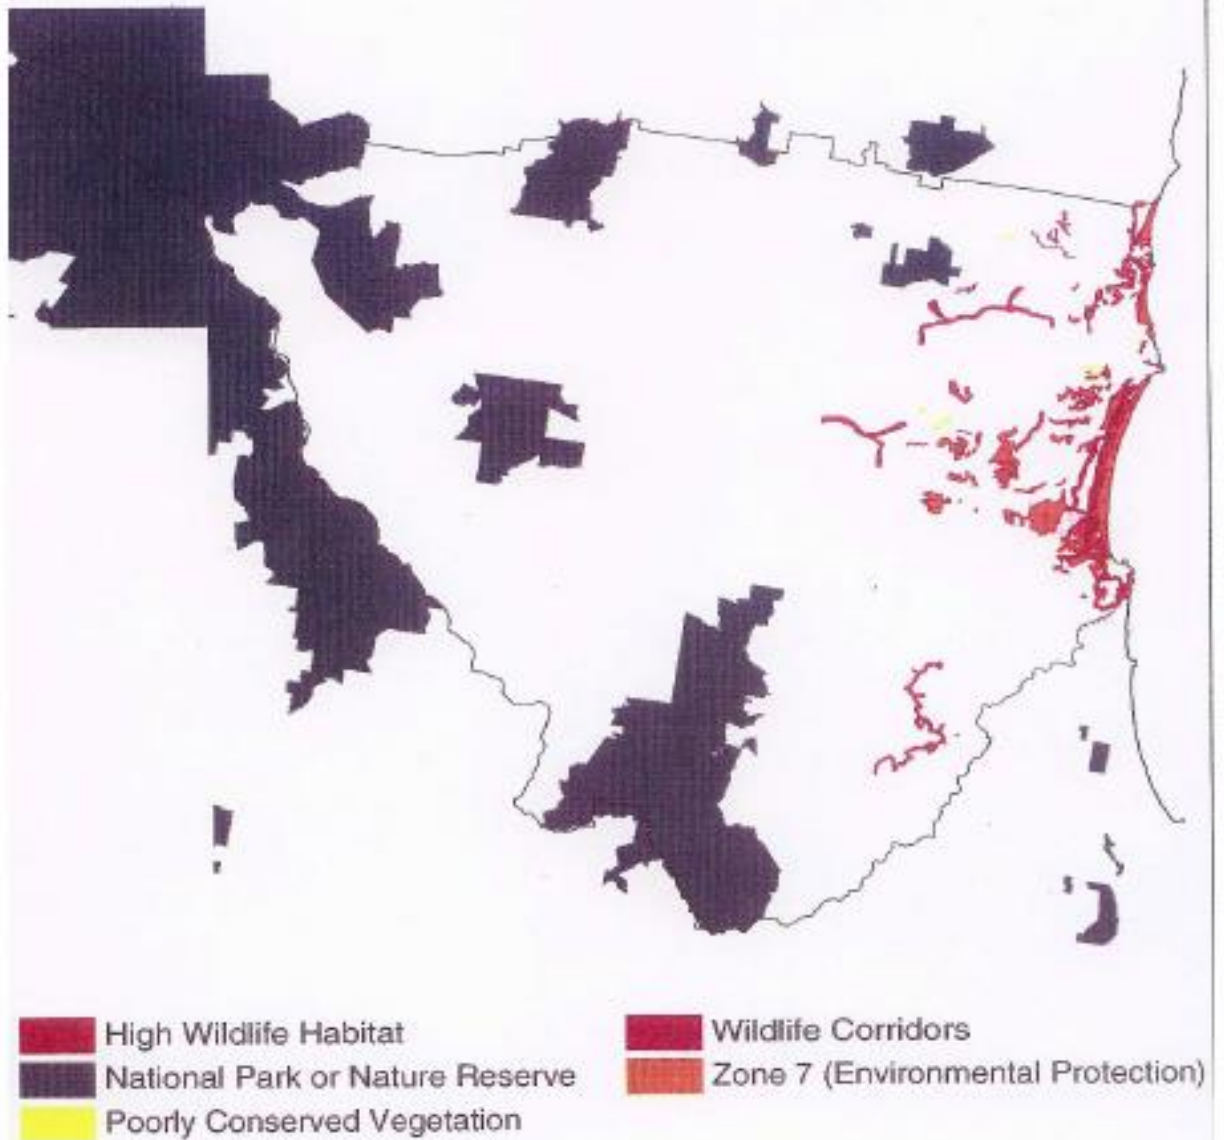 High Wildlife Habitat
National Park or Nature Reserve
Poorly Conserved Vegetation
Wildlife Corridors
Zone 7 (Environmental Protection)